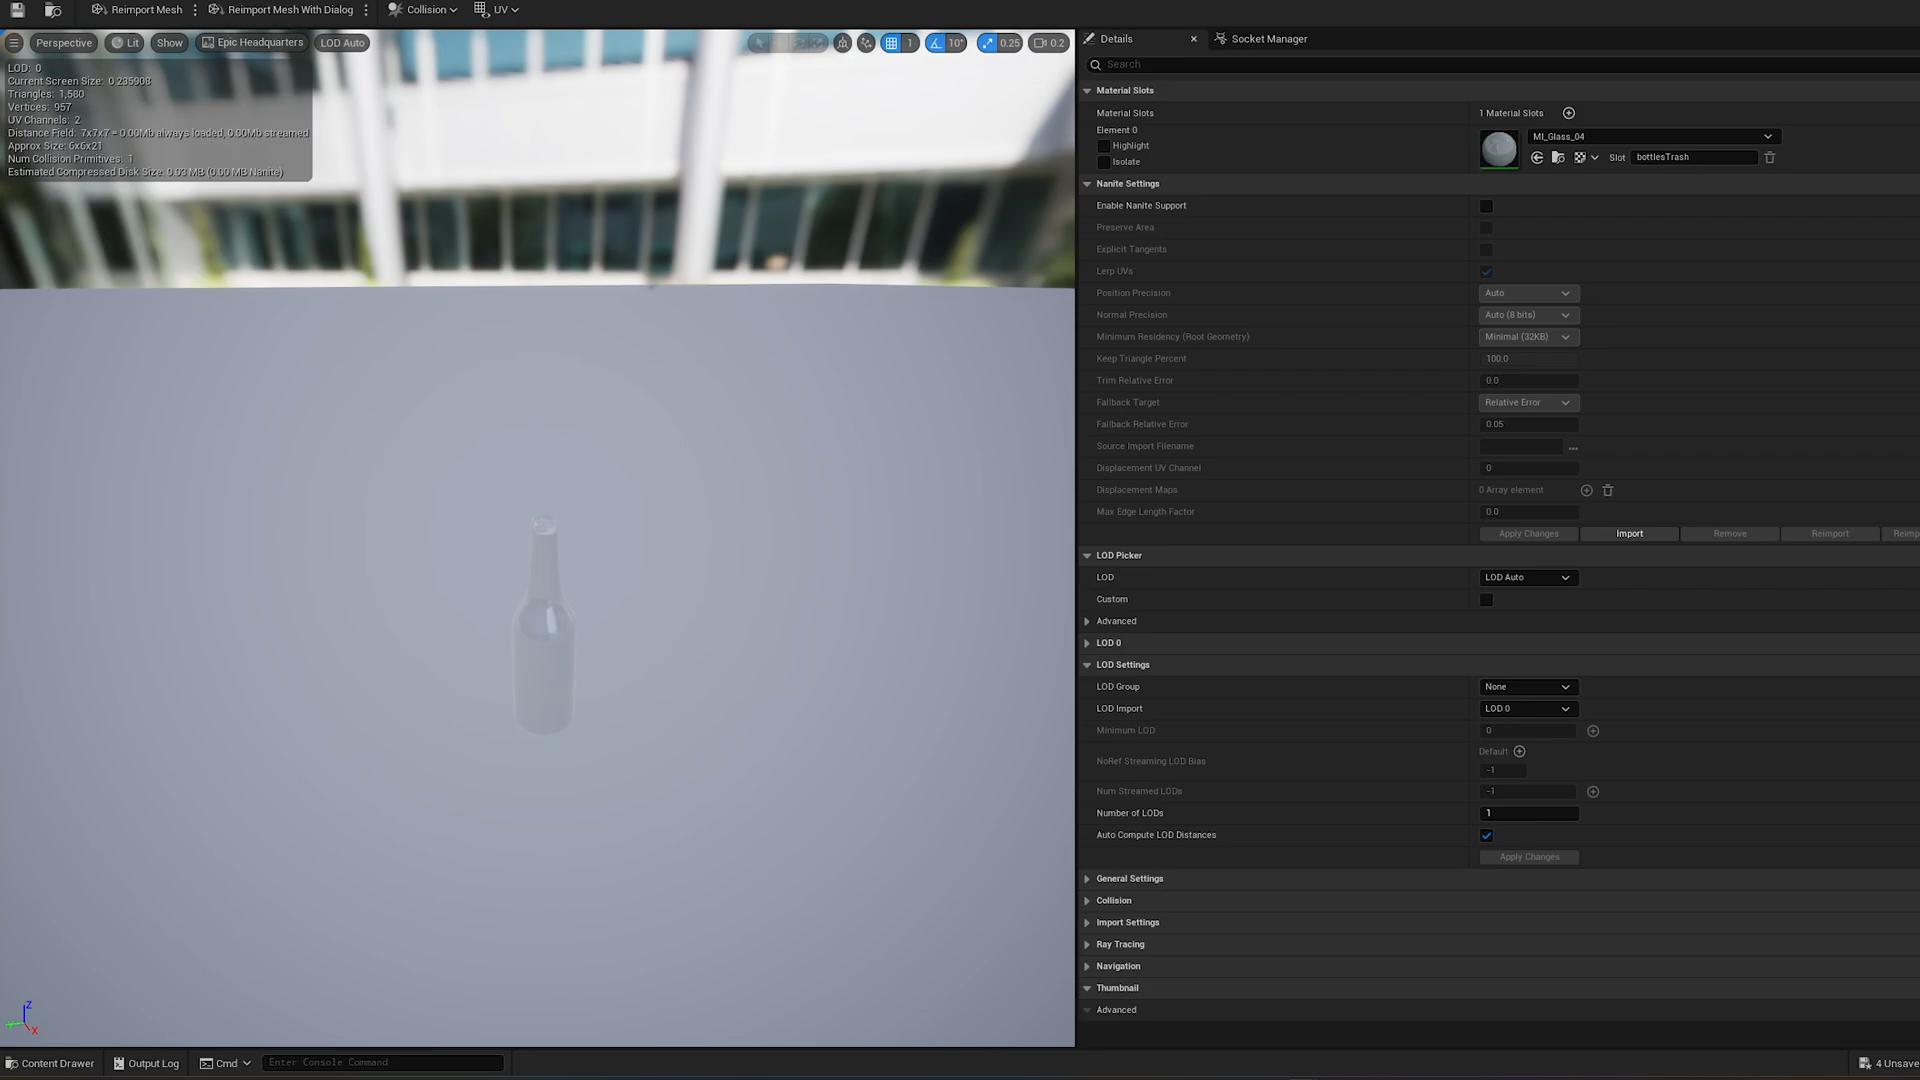 Reimport Mesh
Reimport Mesh With Dialog
Collision
UV
Perspective
Lit
Show
Epic Headquarters
LOD Auto
1
10°
0.25
0.2
LOD: 0
Current Screen Size: 0.235908
Triangles: 1,580
Vertices: 957
UV Channels: 2
Distance Field: 7x7x7 = 0.00Mb always loaded, 0.00Mb streamed
Approx Size: 6x6x21
Num Collision Primitives: 1
Estimated Compressed Disk Size: 0.03 MB (0.00 MB Nanite)
Z
X
Details
Socket Manager
Search
Material Slots
Material Slots
1 Material Slots
Element 0
Highlight
Isolate
MI_Glass_04
Slot
bottlesTrash
Nanite Settings
Enable Nanite Support
Preserve Area
Explicit Tangents
Lerp UVs
Position Precision
Auto
Normal Precision
Auto (8 bits)
Minimum Residency (Root Geometry)
Minimal (32KB)
Keep Triangle Percent
100.0
Trim Relative Error
0.0
Fallback Target
Relative Error
Fallback Relative Error
0.05
Source Import Filename
...
Displacement UV Channel
0
Displacement Maps
0 Array element
Max Edge Length Factor
0.0
Apply Changes
Import
Remove
Reimport
Reimp
LOD Picker
LOD
LOD Auto
Custom
Advanced
LOD 0
LOD Settings
LOD Group
None
LOD Import
LOD 0
Minimum LOD
0
NoRef Streaming LOD Bias
Default
-1
Num Streamed LODs
-1
Number of LODs
1
Auto Compute LOD Distances
Apply Changes
General Settings
Collision
Import Settings
Ray Tracing
Navigation
Thumbnail
Advanced
Content Drawer
Output Log
Cmd
Enter Console Command
4 Unsave